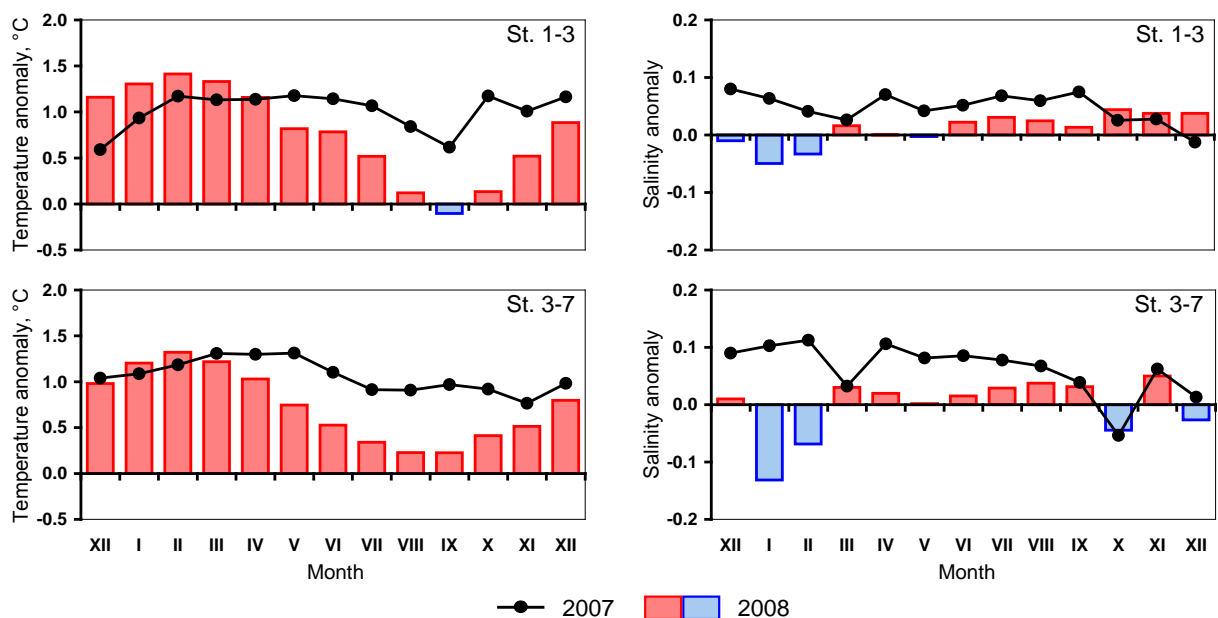 St. 1-3
Temperature anomaly, °C
2.0
1.5
1.0
0.5
0.0
-0.5
St. 1-3
Salinity anomaly
0.2
0.1
0.0
-0.1
-0.2
St. 3-7
Temperature anomaly, °C
2.0
1.5
1.0
0.5
0.0
-0.5
XII I II III IV V VI VII VIII IX X XI XII
Month
St. 3-7
Salinity anomaly
0.2
0.1
0.0
-0.1
-0.2
XII I II III IV V VI VII VIII IX X XI XII
Month
2007 2008